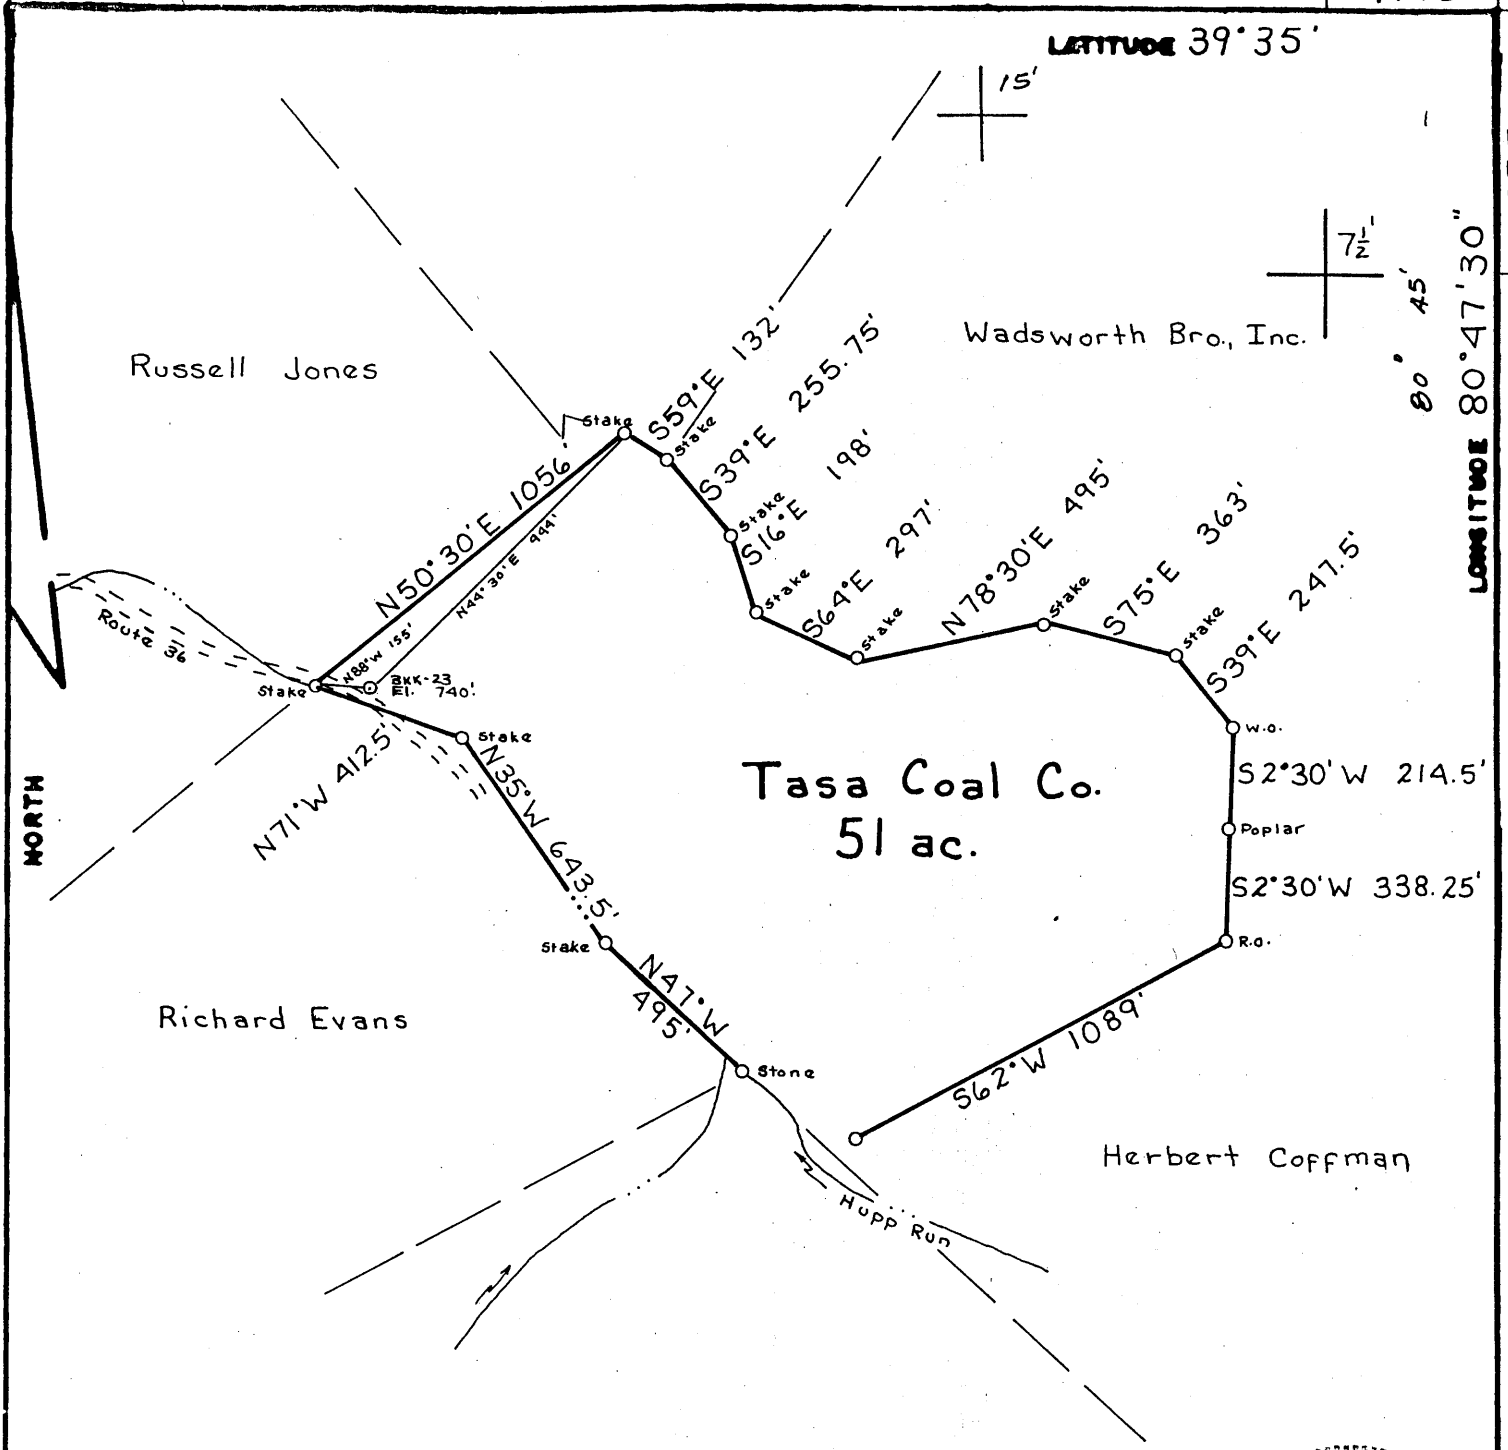 LATITUDE 39°35'
15'
7½'
80° 45'
LONGITUDE 80°47'30"
Wadsworth Bro., Inc.
Russell Jones
Stake
S59°E 132'
Stake
S39°E 255.75'
Stake
S16°E 198'
Stake
S64°E 297'
Stake
N78°30'E 495'
Stake
S75°E 363'
Stake
S39°E 247.5'
W.O.
S2°30'W 214.5'
Poplar
S2°30'W 338.25'
R.O.
S62°W 1089'
N50°30'E 1056'
N44°30'E 944'
N88°W 155'
BKK-23
El. 740'
Route 36
Stake
N71°W 412.5'
Stake
N35°W 643.5'
Stake
N47°W
495'
Stone
Tasa Coal Co.
51 ac.
NORTH
Richard Evans
Herbert Coffman
Hupp Run